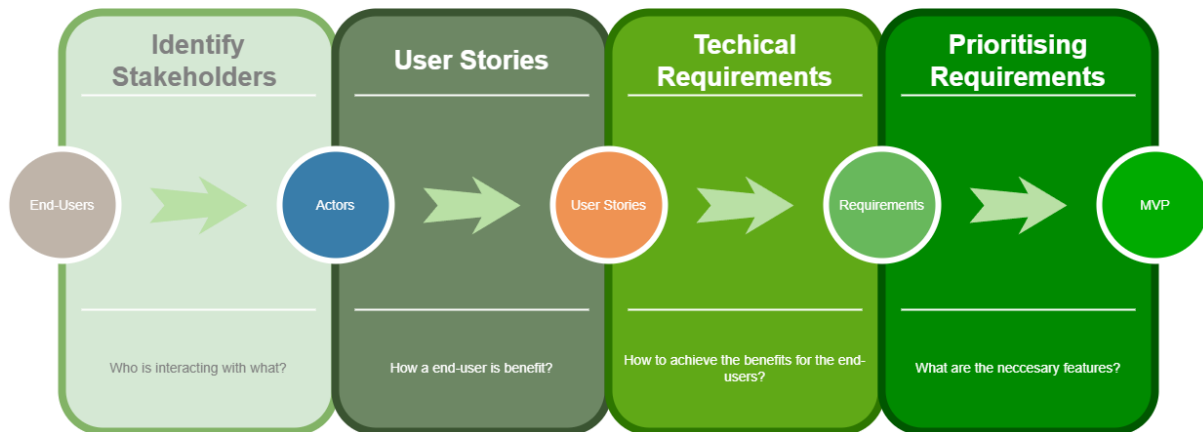 Identify
Stakeholders
User Stories
Techical
Requirements
Prioritising
Requirements
End-Users
Actors
User Stories
Requirements
MVP
Who is interacting with what?
How a end-user is benefit?
How to achieve the benefits for the end-
users?
What are the neccesary features?